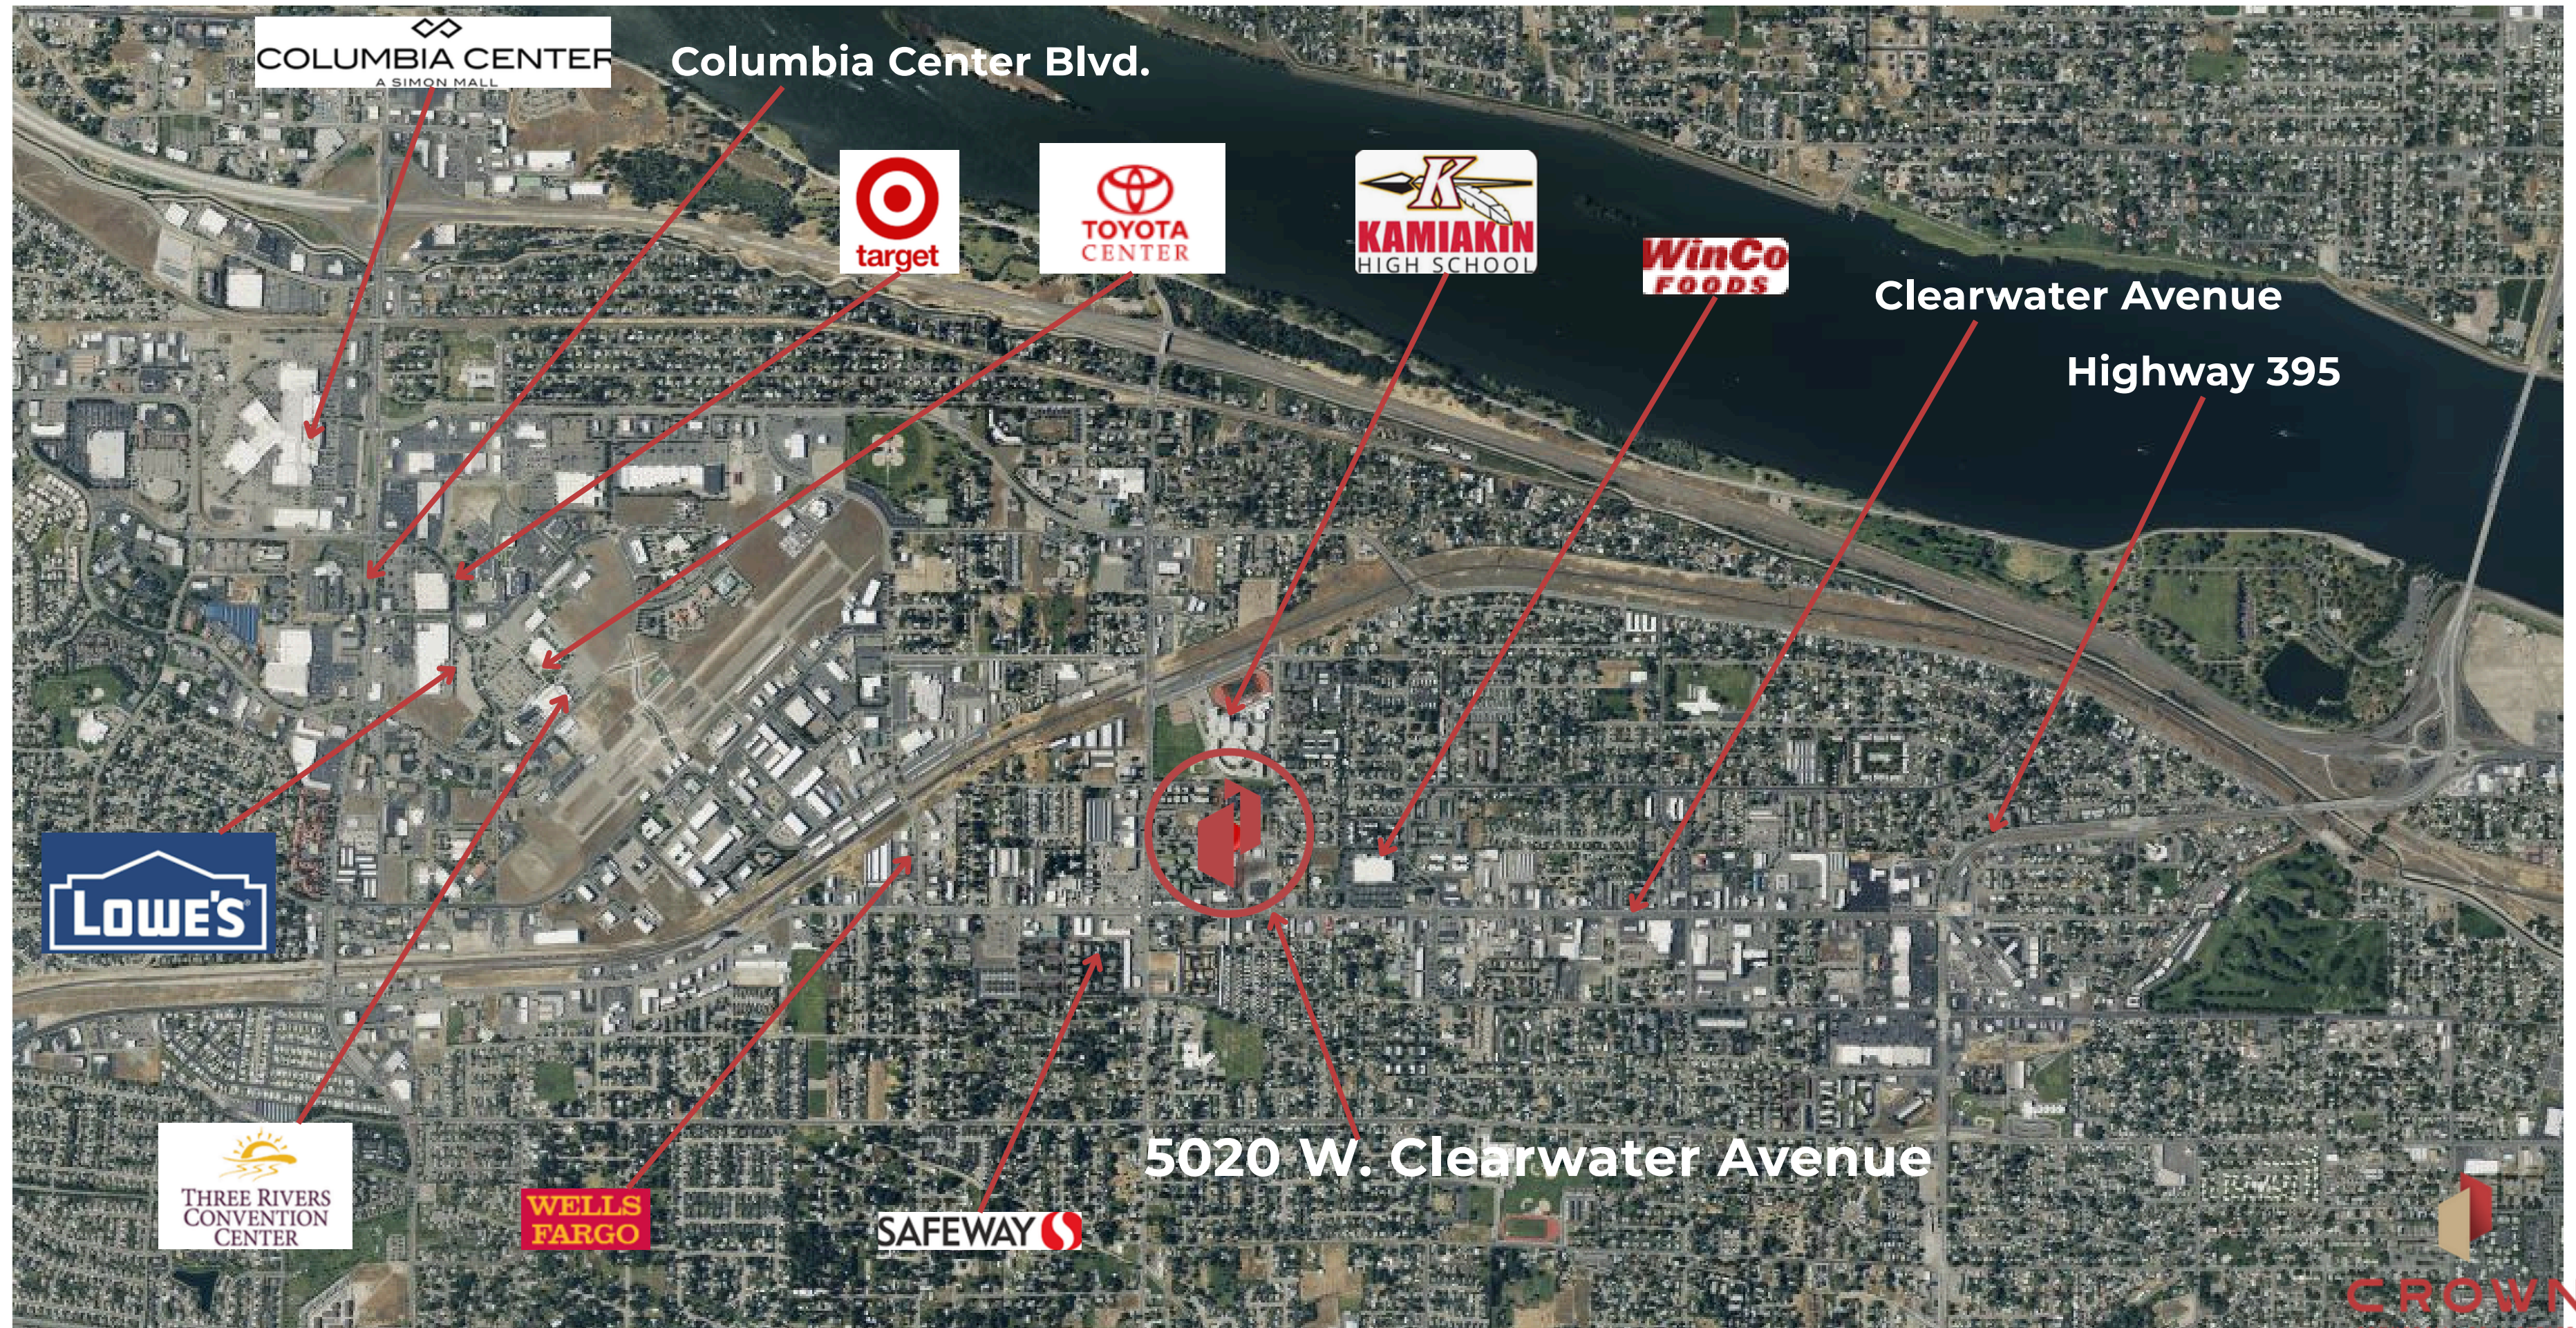 COLUMBIA CENTER
A SIMON MALL
Columbia Center Blvd.
target
TOYOTA
CENTER
K
KAMIAKIN
HIGH SCHOOL
WinCo
FOODS
Clearwater Avenue
Highway 395
LOWE'S
THREE RIVERS
CONVENTION
CENTER
WELLS
FARGO
SAFEWAY
5020 W. Clearwater Avenue
CROWN